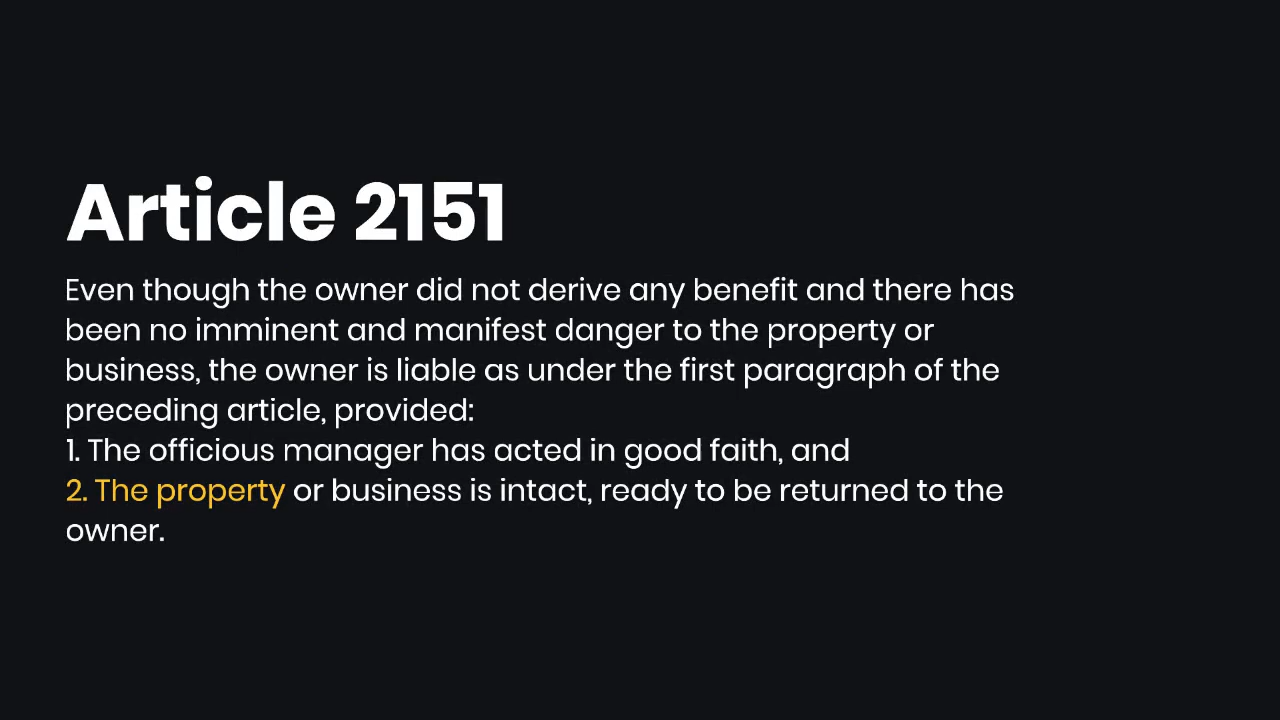 Article 2151
Even though the owner did not derive any benefit and there has
been no imminent and manifest danger to the property or
business, the owner is liable as under the first paragraph of the
preceding article, provided:
1. The officious manager has acted in good faith, and
2. The property or business is intact, ready to be returned to the
owner.